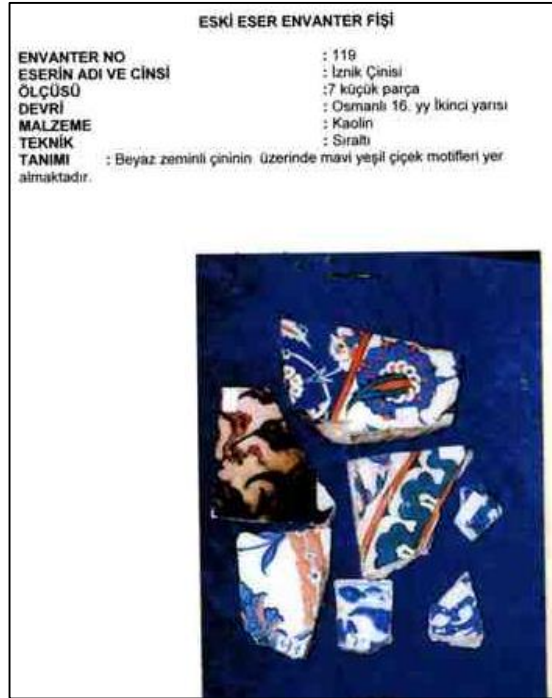 ESKİ ESER ENVANTER FİŞİ
ENVANTER NO : 119
ESERİN ADI VE CİNSİ : İznik Çinisi
ÖLÇÜSÜ :7 küçük parça
DEVRİ : Osmanlı 16. yy İkinci yarısı
MALZEME : Kaolin
TEKNİK : Sıraltı
TANIMI : Beyaz zeminli çininin üzerinde mavi yeşil çiçek motifleri yer
almaktadır.